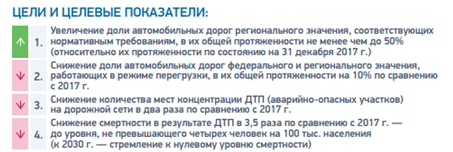 ЦЕЛИ И ЦЕЛЕВЫЕ ПОКАЗАТЕЛИ:
1. Увеличение доли автомобильных дорог регионального значения, соответствующих
нормативным требованиям, в их общей протяженности не менее чем до 50%
(относительно их протяженности по состоянию на 31 декабря 2017 г.)
2. Снижение доли автомобильных дорог федерального и регионального значения,
работающих в режиме перегрузки, в их общей протяженности на 10% по сравнению
с 2017 г.
3. Снижение количества мест концентрации ДТП (аварийно-опасных участков)
на дорожной сети в два раза по сравнению с 2017 г.
4. Снижение смертности в результате ДТП в 3,5 раза по сравнению с 2017 г. —
до уровня, не превышающего четырех человек на 100 тыс. населения
(к 2030 г. — стремление к нулевому уровню смертности)